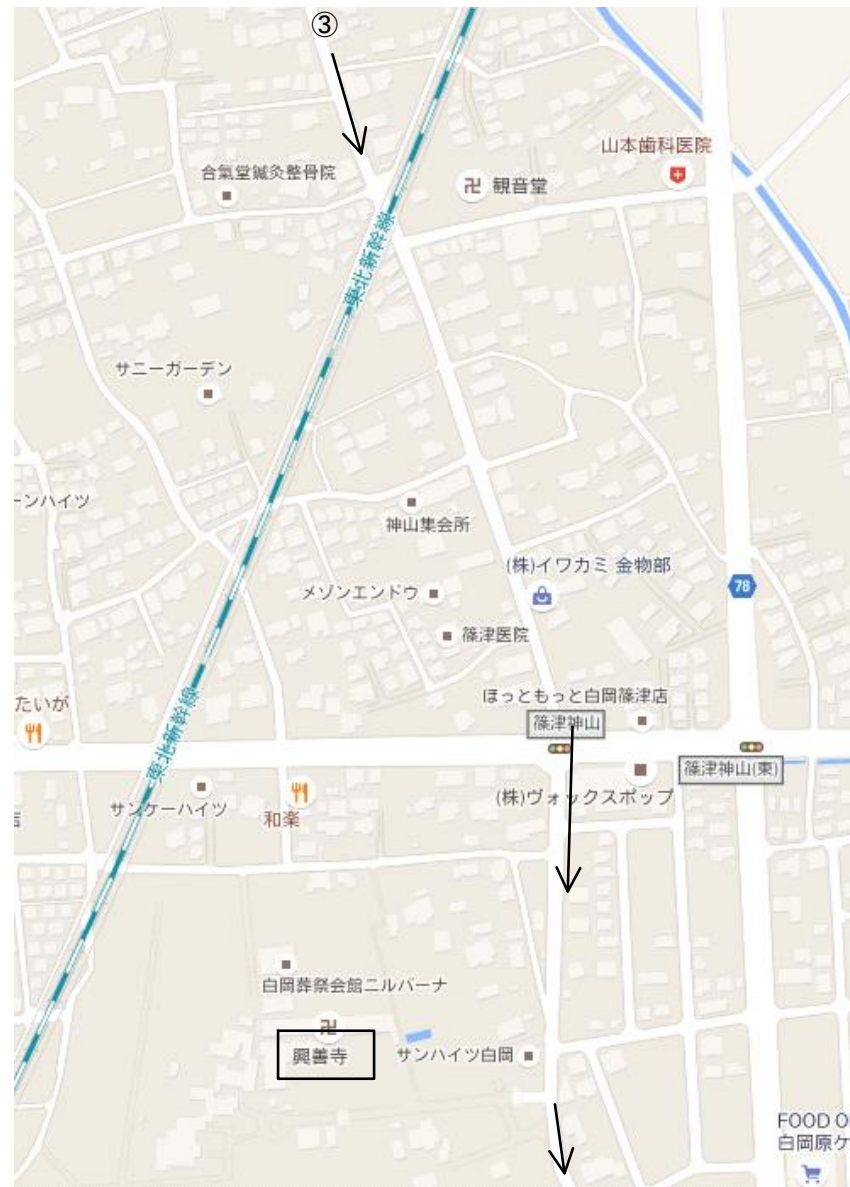 ③
山本歯科医院
合氣堂鍼灸整骨院
卍 観音堂
東北新幹線
サニーガーデン
ーンハイツ
神山集会所
(株)イワカミ 金物部
78
メゾンエンドウ
篠津医院
ほっともっと白岡篠津店
たいが
篠津神山
東北新幹線
篠津神山(東)
サンケーハイツ
和楽
(株)ヴォックスポップ
白岡葬祭会館ニルバーナ
卍
興善寺
サンハイツ白岡
FOOD O
白岡原ケ